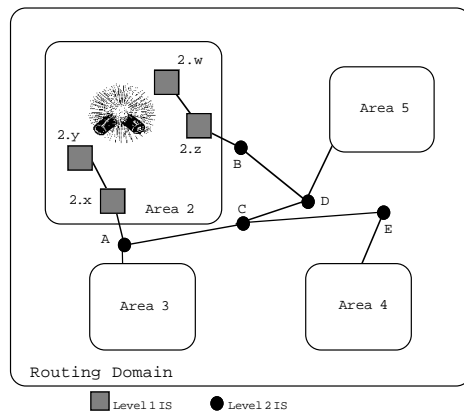 2.w
Area 5
2.y
2.z
B
2.x
Area 2
C
D
A
E
Area 3
Area 4
Routing Domain
Level 1 IS
Level 2 IS